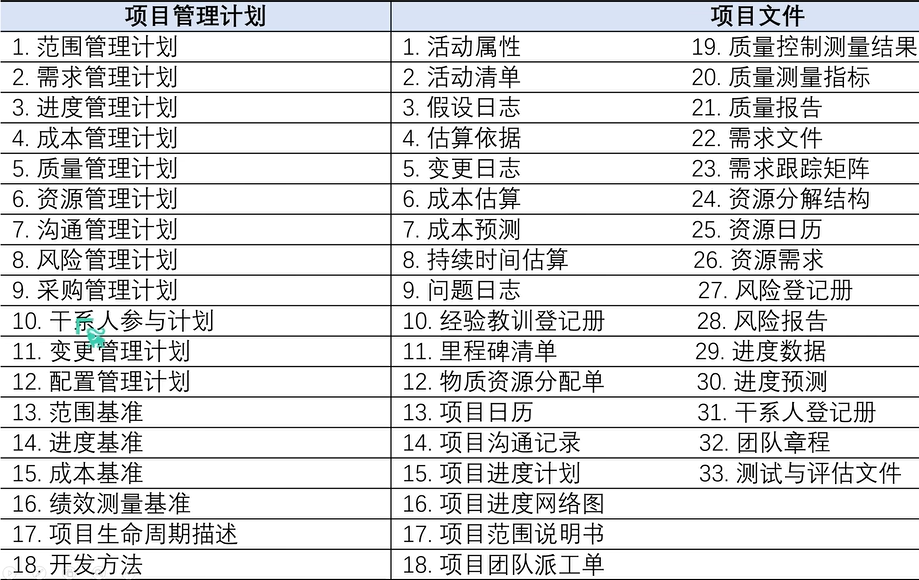 项目管理计划 项目文件
1. 范围管理计划 1. 活动属性 19. 质量控制测量结果
2. 需求管理计划 2. 活动清单 20. 质量测量指标
3. 进度管理计划 3. 假设日志 21. 质量报告
4. 成本管理计划 4. 估算依据 22. 需求文件
5. 质量管理计划 5. 变更日志 23. 需求跟踪矩阵
6. 资源管理计划 6. 成本估算 24. 资源分解结构
7. 沟通管理计划 7. 成本预测 25. 资源日历
8. 风险管理计划 8. 持续时间估算 26. 资源需求
9. 采购管理计划 9. 问题日志 27. 风险登记册
10. 干系人参与计划 10. 经验教训登记册 28. 风险报告
11. 变更管理计划 11. 里程碑清单 29. 进度数据
12. 配置管理计划 12. 物质资源分配单 30. 进度预测
13. 范围基准 13. 项目日历 31. 干系人登记册
14. 进度基准 14. 项目沟通记录 32. 团队章程
15. 成本基准 15. 项目进度计划 33. 测试与评估文件
16. 绩效测量基准 16. 项目进度网络图
17. 项目生命周期描述 17. 项目范围说明书
18. 开发方法 18. 项目团队派工单